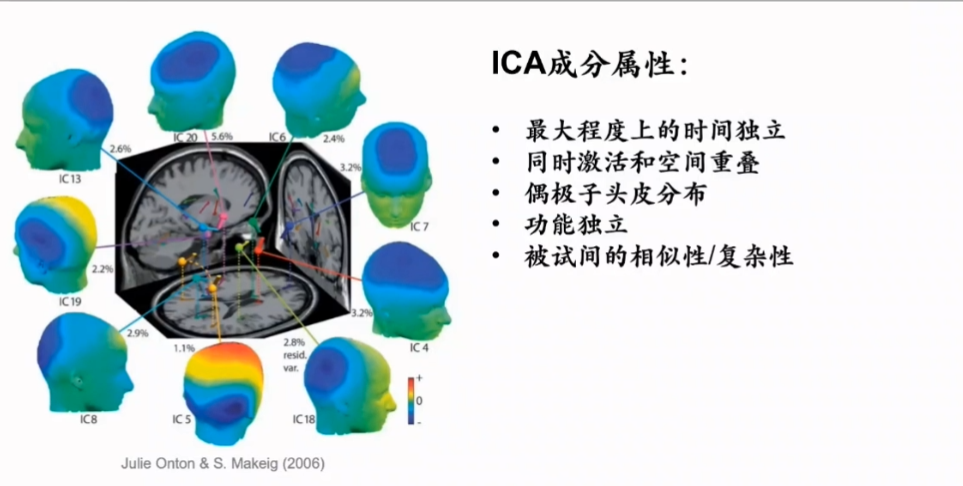 ICA成分属性：
• 最大程度上的时间独立
• 同时激活和空间重叠
• 偶极子头皮分布
• 功能独立
• 被试间的相似性/复杂性
IC 20 5.6%
IC 6 2.4%
2.6%
IC13
3.2%
IC 7
2.2%
IC19
3.2%
IC 4
2.9%
IC8
1.1%
IC 5
2.8%
resid.
var.
IC18
+
0
-
Julie Onton & S. Makeig (2006)